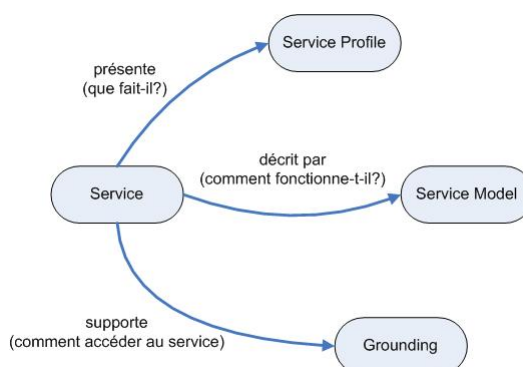 Service Profile
présente
(que fait-il?)
décrit par
(comment fonctionne-t-il?)
Service
Service Model
supporte
(comment accéder au service)
Grounding